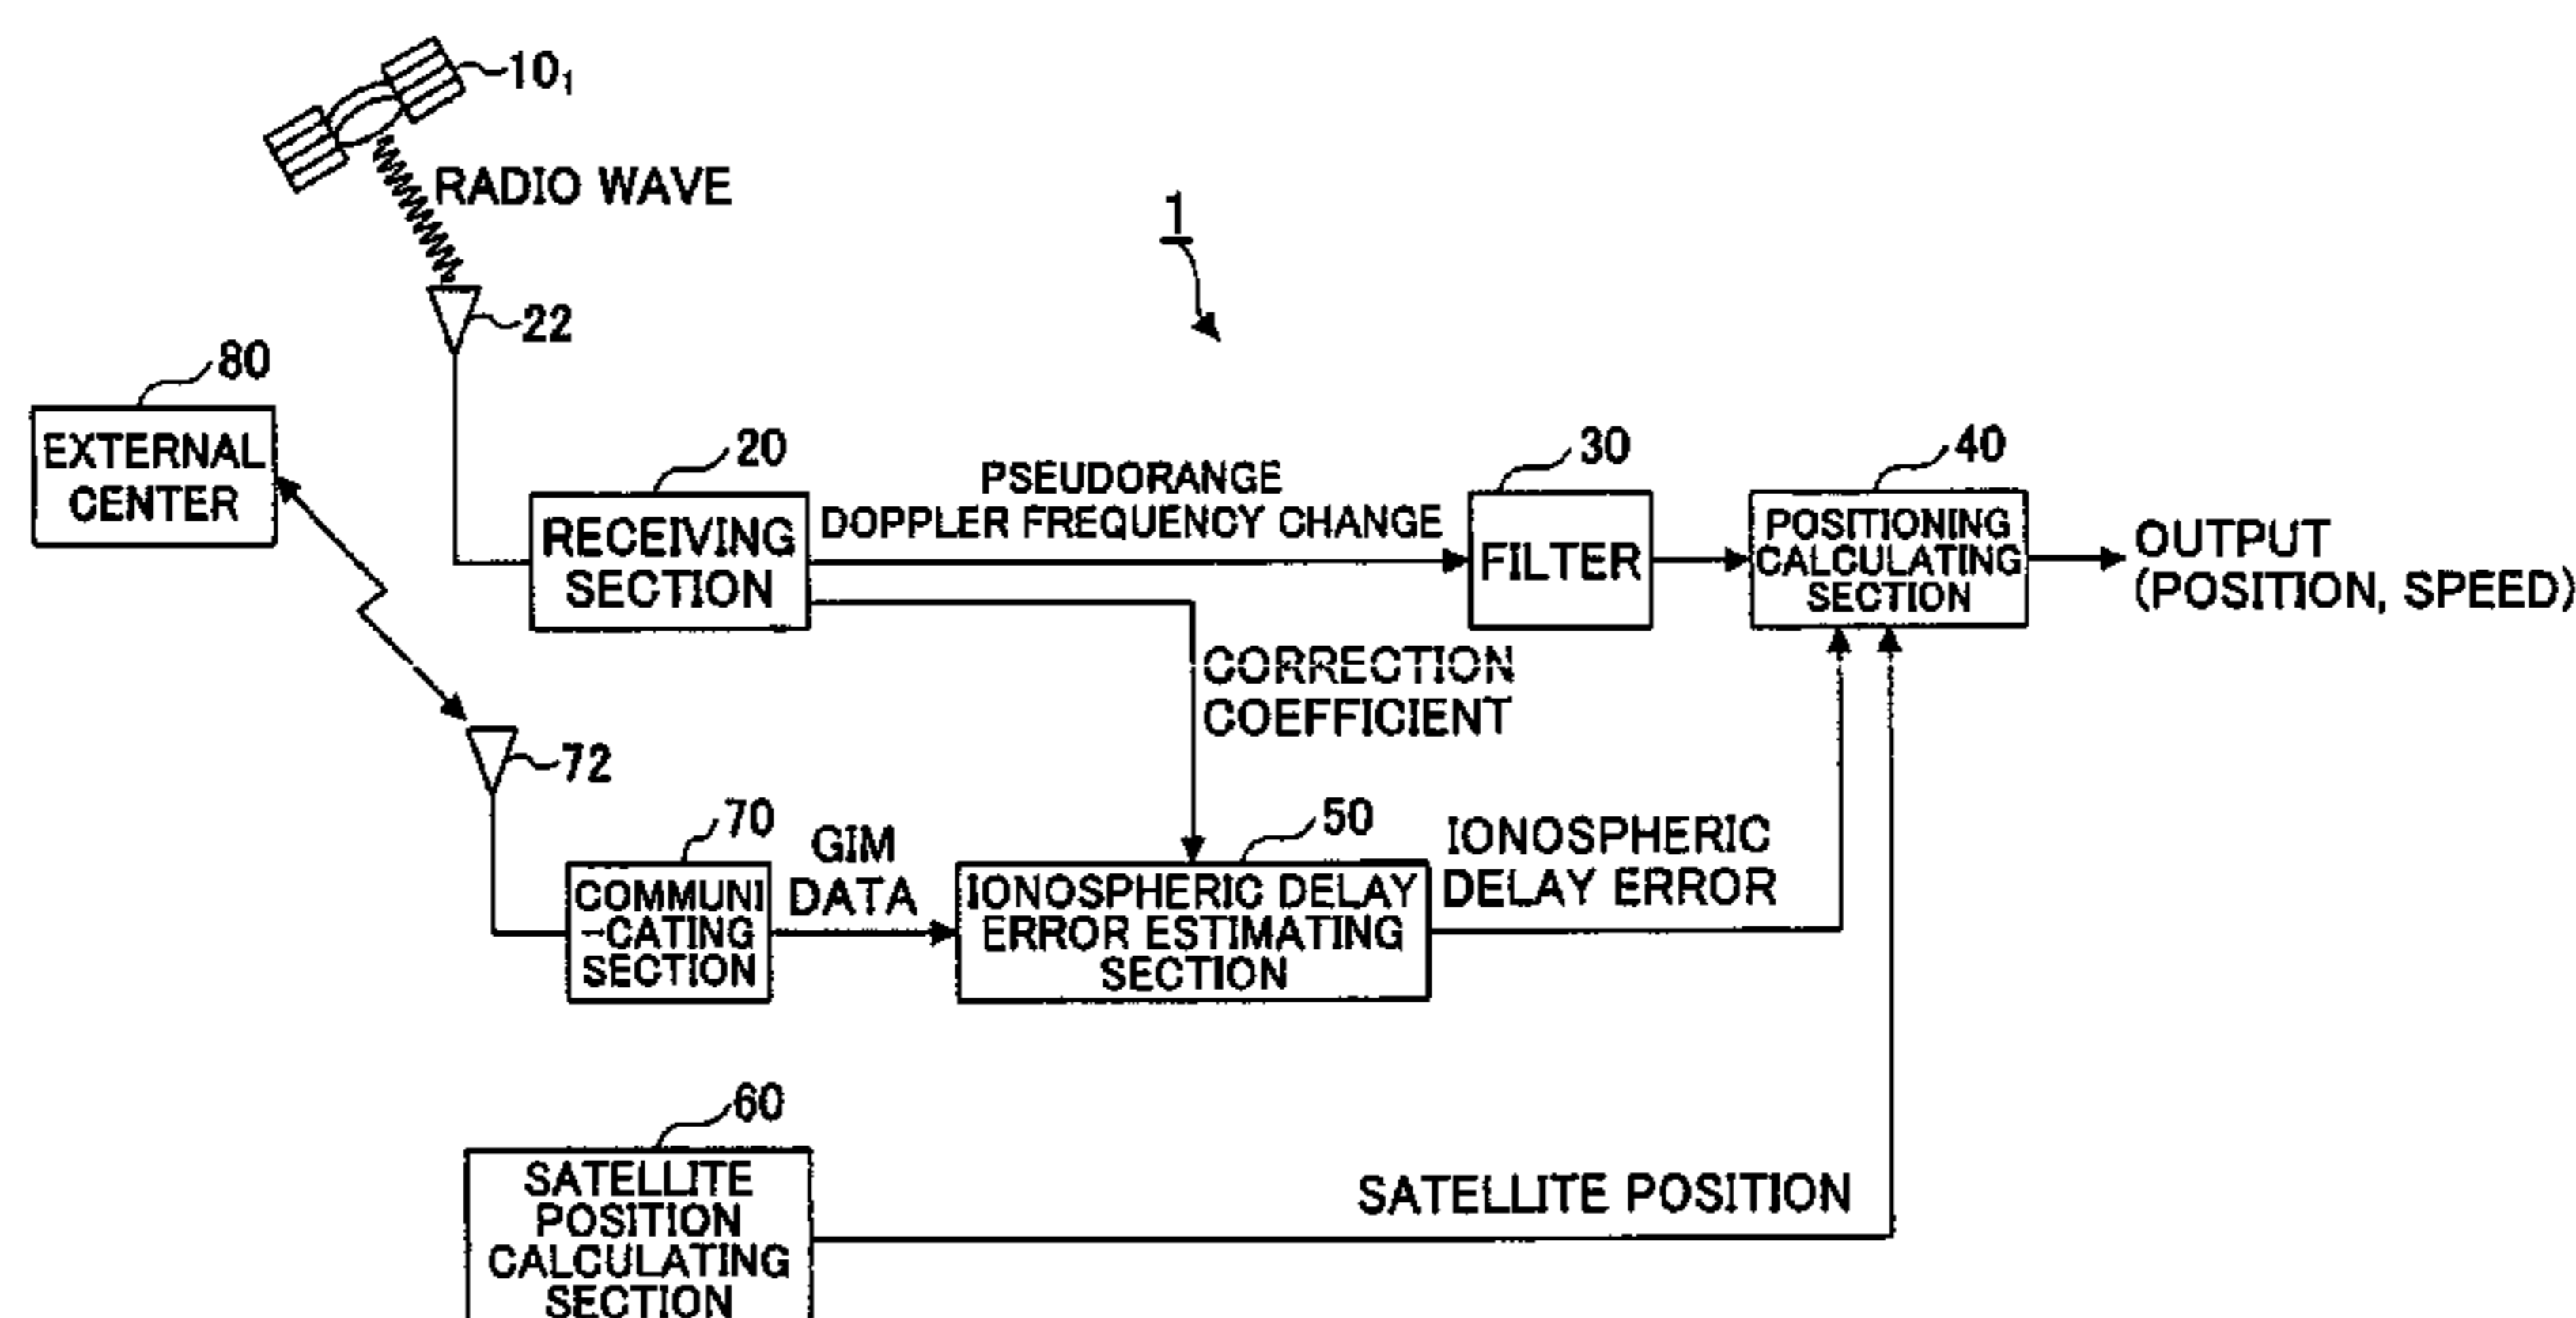 10₁
RADIO WAVE
1
22
80
EXTERNAL
CENTER
20
RECEIVING
SECTION
PSEUDORANGE
DOPPLER FREQUENCY CHANGE
30
FILTER
40
POSITIONING
CALCULATING
SECTION
OUTPUT
(POSITION, SPEED)
CORRECTION
COEFFICIENT
72
70
COMMUNI
-CATING
SECTION
GIM
DATA
50
IONOSPHERIC DELAY
ERROR ESTIMATING
SECTION
IONOSPHERIC
DELAY ERROR
60
SATELLITE
POSITION
CALCULATING
SECTION
SATELLITE POSITION